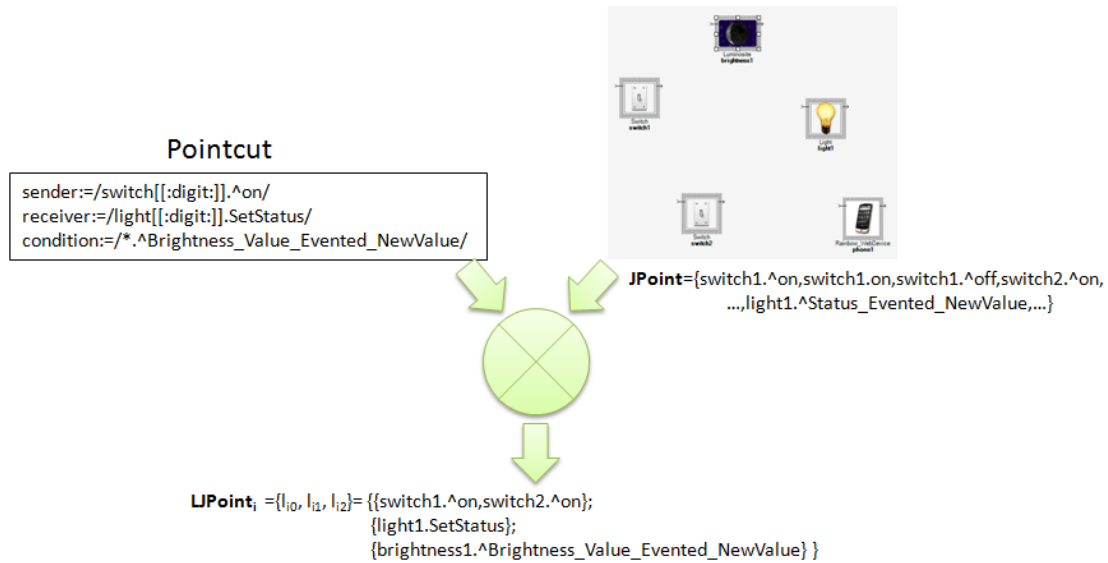 Luminosite
brightness1
Switch
switch1
Light
light1
Switch
switch2
Rainbow_WebDevice
phone1
Pointcut
sender:=/switch[[:digit:]].^on/
receiver:=/light[[:digit:]].SetStatus/
condition:=/*.^Brightness_Value_Evented_NewValue/
JPoint={switch1.^on,switch1.on,switch1.^off,switch2.^on,
...,light1.^Status_Evented_NewValue,...}
LJPointi ={li0, li1, li2}= {{switch1.^on,switch2.^on};
{light1.SetStatus};
{brightness1.^Brightness_Value_Evented_NewValue} }